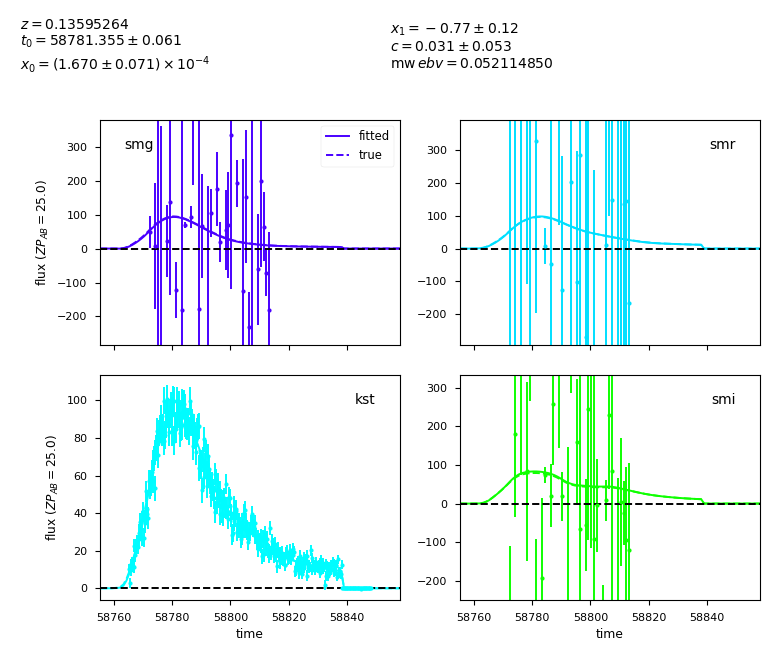 z = 0.13595264
t₀ = 58781.355 ± 0.061
x₀ = (1.670 ± 0.071) × 10⁻⁴
x₁ = −0.77 ± 0.12
c = 0.031 ± 0.053
mw ebv = 0.052114850
smg
fitted
true
300
200
100
0
−100
−200
flux (ZP_AB = 25.0)
smr
300
200
100
0
−100
−200
kst
100
80
60
40
20
0
flux (ZP_AB = 25.0)
58760 58780 58800 58820 58840
time
smi
300
200
100
0
−100
−200
58760 58780 58800 58820 58840
time